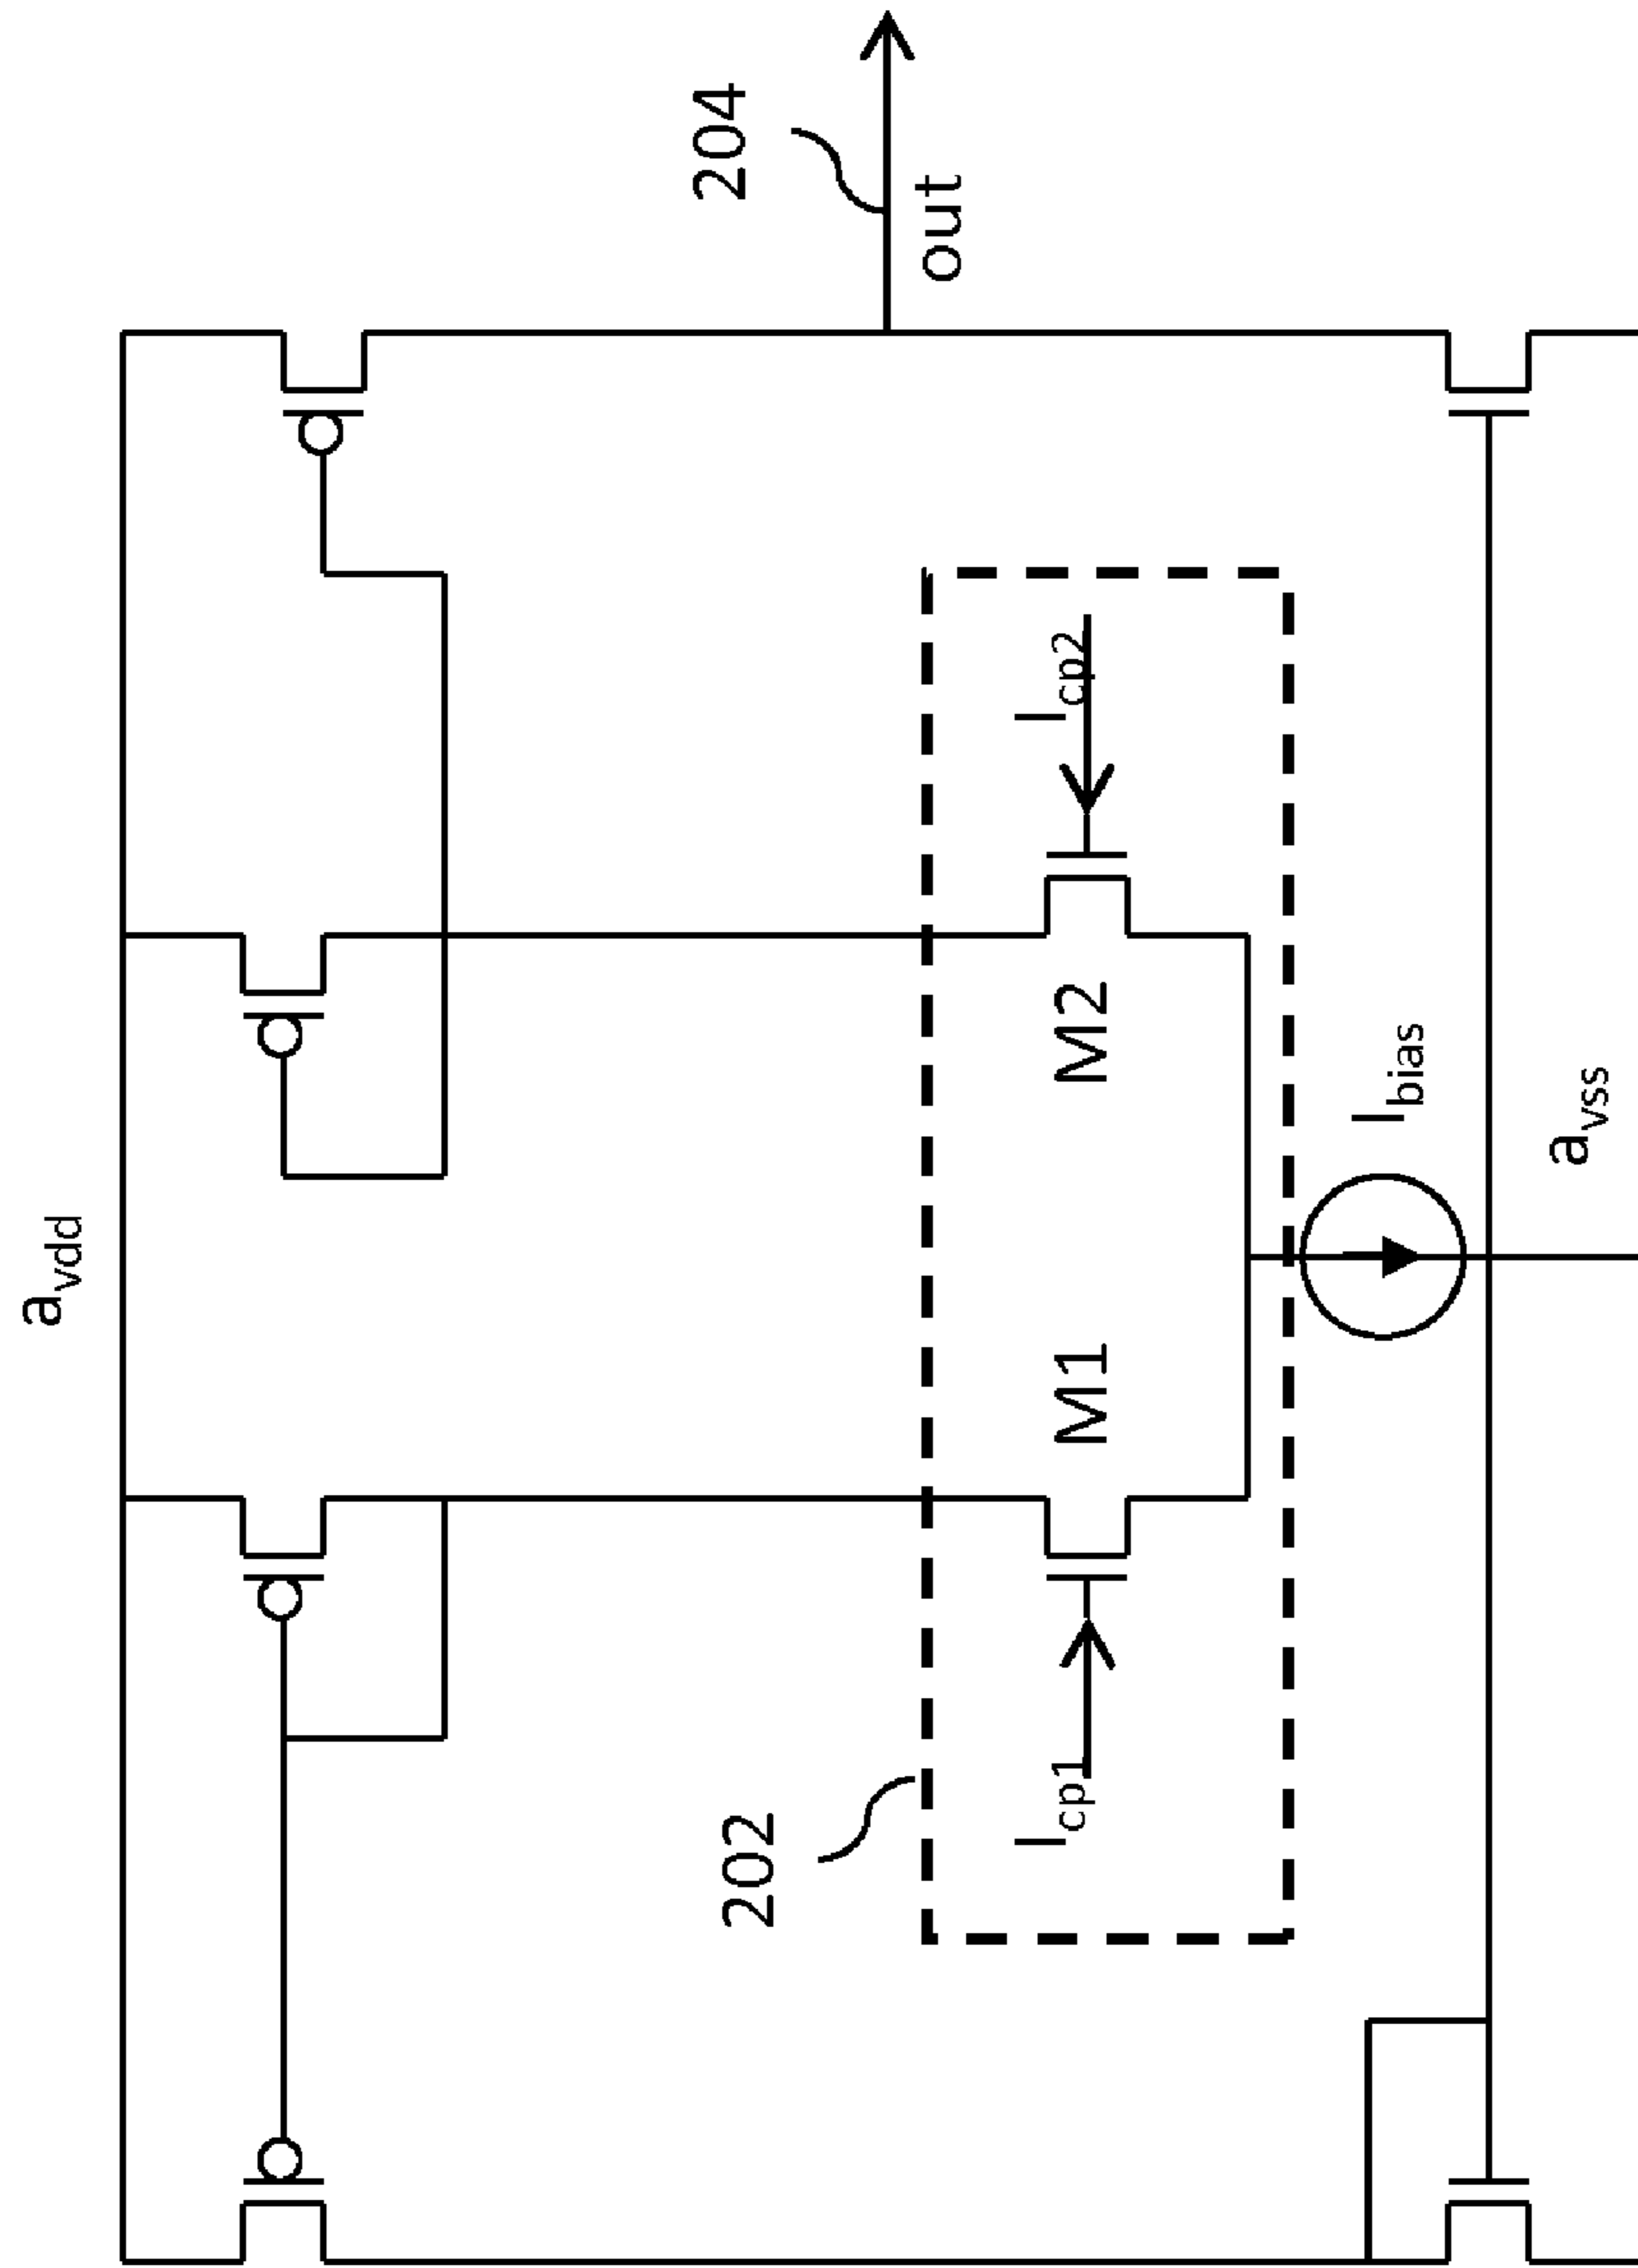 a_vdd
204
out
I_cp2
M2
I_bias
a_vss
M1
202
I_cp1